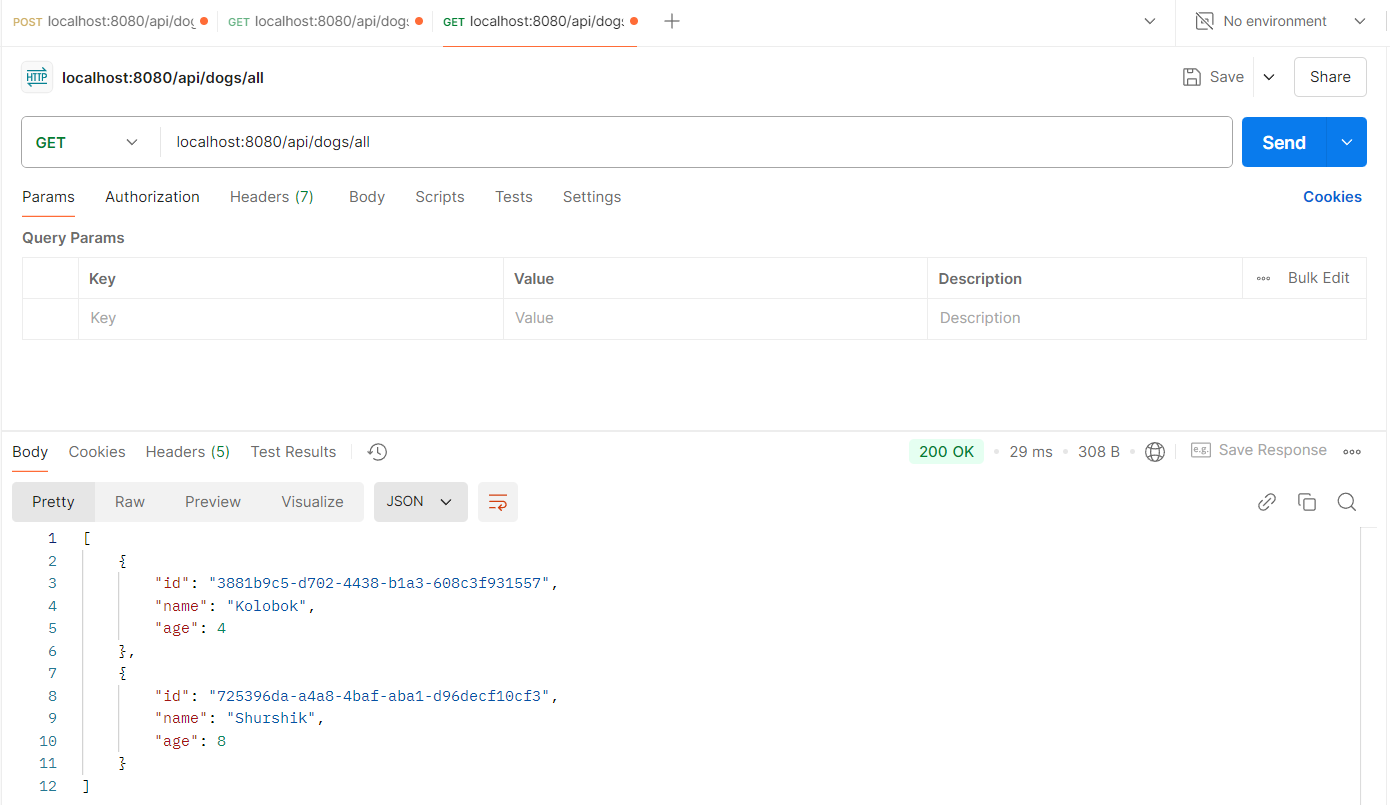 POST localhost:8080/api/dog GET localhost:8080/api/dogs GET localhost:8080/api/dogs No environment
HTTP localhost:8080/api/dogs/all Save Share
GET localhost:8080/api/dogs/all Send
Params Authorization Headers (7) Body Scripts Tests Settings Cookies
Query Params
Key Value Description Bulk Edit
Key Value Description
Body Cookies Headers (5) Test Results 200 OK 29 ms 308 B e.g. Save Response
Pretty Raw Preview Visualize JSON
1 [
2 {
3 "id": "3881b9c5-d702-4438-b1a3-608c3f931557",
4 "name": "Kolobok",
5 "age": 4
6 },
7 {
8 "id": "725396da-a4a8-4baf-aba1-d96decf10cf3",
9 "name": "Shurshik",
10 "age": 8
11 }
12 ]